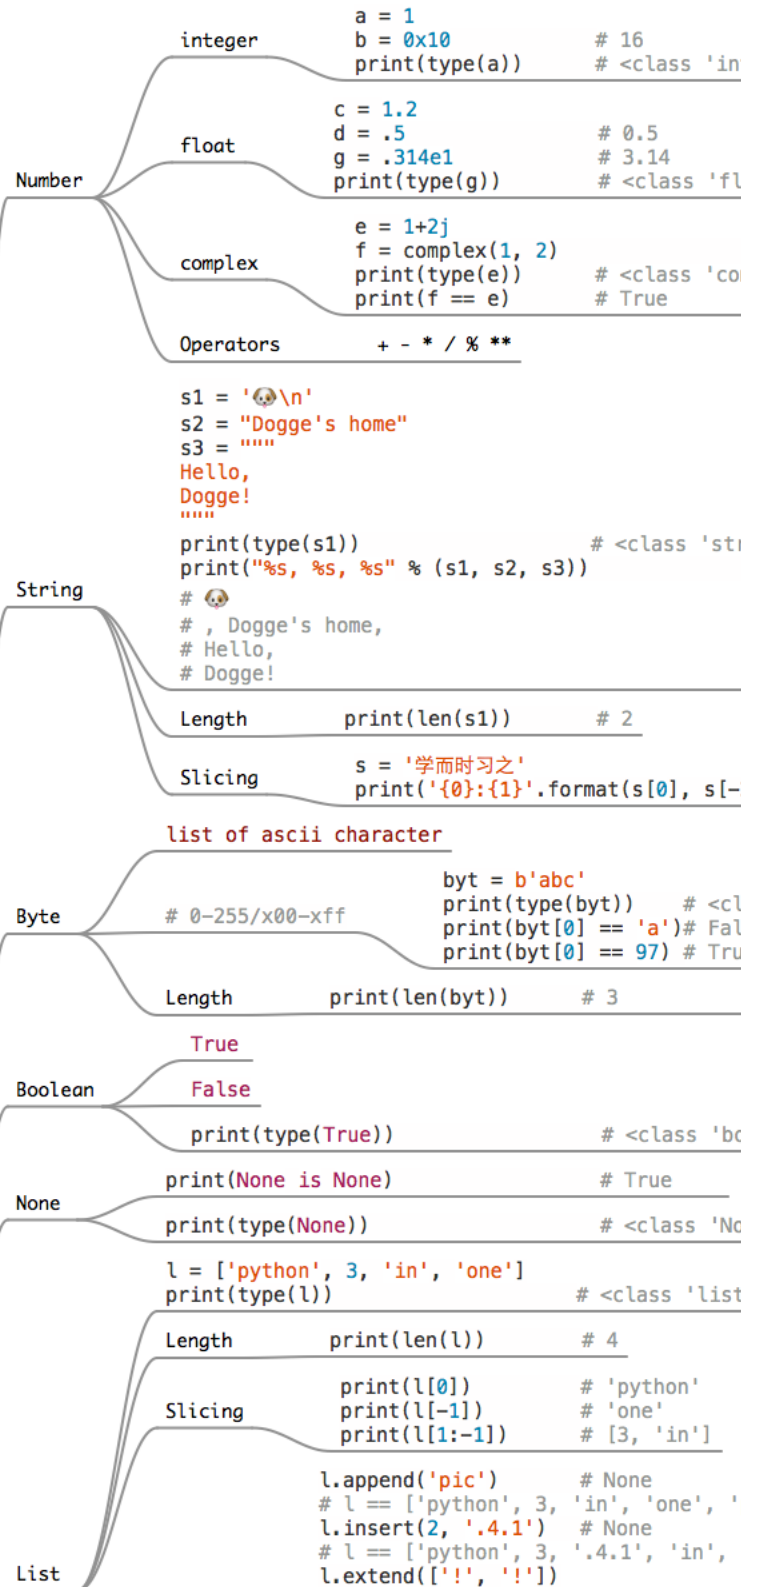 Number
integer
a = 1
b = 0x10 # 16
print(type(a)) # <class 'in
float
c = 1.2
d = .5 # 0.5
g = .314e1 # 3.14
print(type(g)) # <class 'fl
complex
e = 1+2j
f = complex(1, 2)
print(type(e)) # <class 'co
print(f == e) # True
Operators + - * / % **
String
s1 = '🐶\n'
s2 = "Dogge's home"
s3 = """
Hello,
Dogge!
"""
print(type(s1)) # <class 'str
print("%s, %s, %s" % (s1, s2, s3))
# 🐶
# , Dogge's home,
# Hello,
# Dogge!
Length print(len(s1)) # 2
Slicing
s = '学而时习之'
print('{0}:{1}'.format(s[0], s[-
Byte
list of ascii character
# 0-255/x00-xff
byt = b'abc'
print(type(byt)) # <cl
print(byt[0] == 'a')# Fal
print(byt[0] == 97) # Tru
Length print(len(byt)) # 3
Boolean
True
False
print(type(True)) # <class 'bo
None
print(None is None) # True
print(type(None)) # <class 'No
List
l = ['python', 3, 'in', 'one']
print(type(l)) # <class 'list
Length print(len(l)) # 4
Slicing
print(l[0]) # 'python'
print(l[-1]) # 'one'
print(l[1:-1]) # [3, 'in']
l.append('pic') # None
# l == ['python', 3, 'in', 'one', '
l.insert(2, '.4.1') # None
# l == ['python', 3, '.4.1', 'in',
l.extend(['!', '!'])